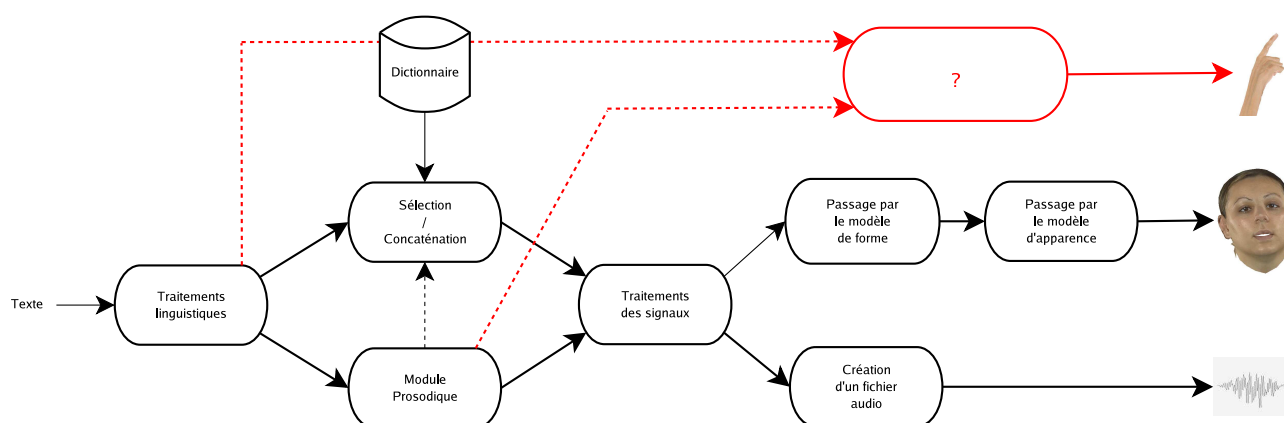 Dictionnaire
?
Sélection
/
Concaténation
Passage par
le modèle
de forme
Passage par
le modèle
d'apparence
Texte
Traitements
linguistiques
Traitements
des signaux
Module
Prosodique
Création
d'un fichier
audio